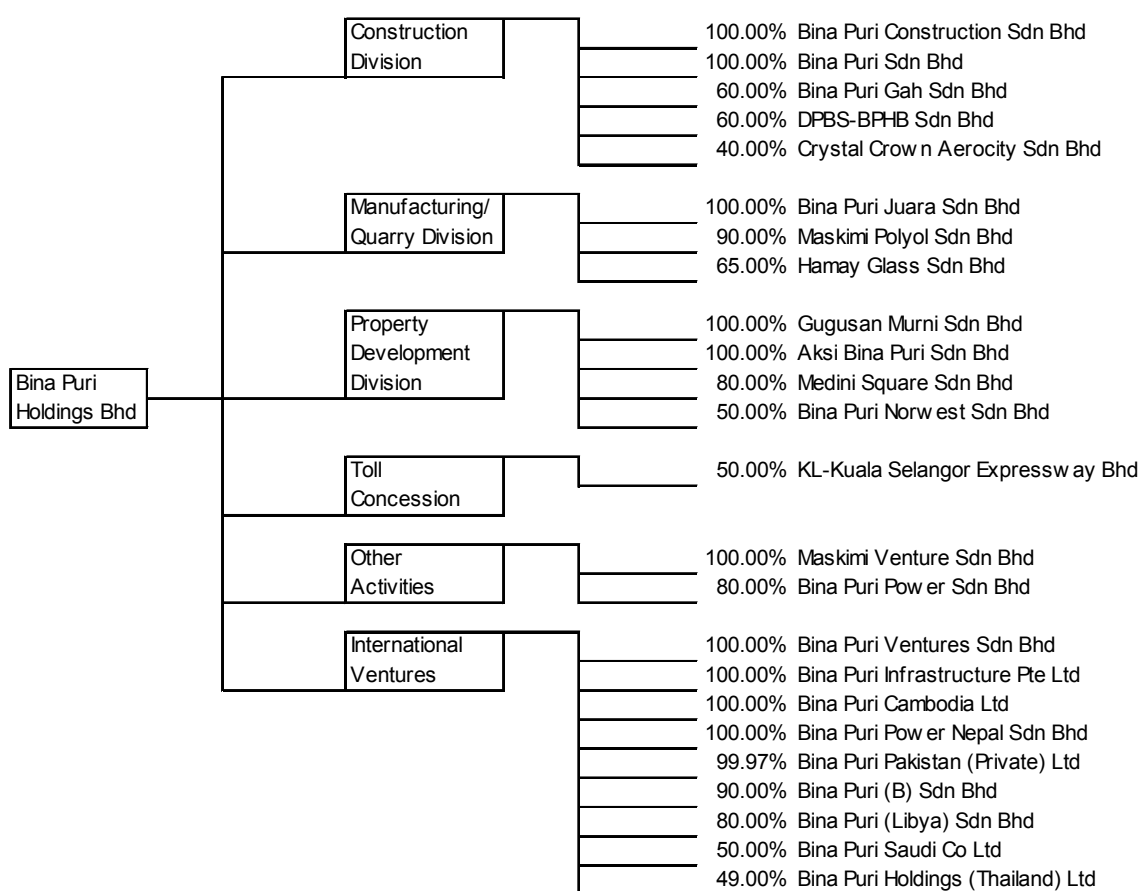 Construction
Division
100.00% Bina Puri Construction Sdn Bhd
100.00% Bina Puri Sdn Bhd
60.00% Bina Puri Gah Sdn Bhd
60.00% DPBS-BPHB Sdn Bhd
40.00% Crystal Crown Aerocity Sdn Bhd
Manufacturing/
Quarry Division
100.00% Bina Puri Juara Sdn Bhd
90.00% Maskimi Polyol Sdn Bhd
65.00% Hamay Glass Sdn Bhd
Property
Development
Division
100.00% Gugusan Murni Sdn Bhd
100.00% Aksi Bina Puri Sdn Bhd
80.00% Medini Square Sdn Bhd
50.00% Bina Puri Norwest Sdn Bhd
Bina Puri
Holdings Bhd
Toll
Concession
50.00% KL-Kuala Selangor Expressway Bhd
Other
Activities
100.00% Maskimi Venture Sdn Bhd
80.00% Bina Puri Power Sdn Bhd
International
Ventures
100.00% Bina Puri Ventures Sdn Bhd
100.00% Bina Puri Infrastructure Pte Ltd
100.00% Bina Puri Cambodia Ltd
100.00% Bina Puri Power Nepal Sdn Bhd
99.97% Bina Puri Pakistan (Private) Ltd
90.00% Bina Puri (B) Sdn Bhd
80.00% Bina Puri (Libya) Sdn Bhd
50.00% Bina Puri Saudi Co Ltd
49.00% Bina Puri Holdings (Thailand) Ltd